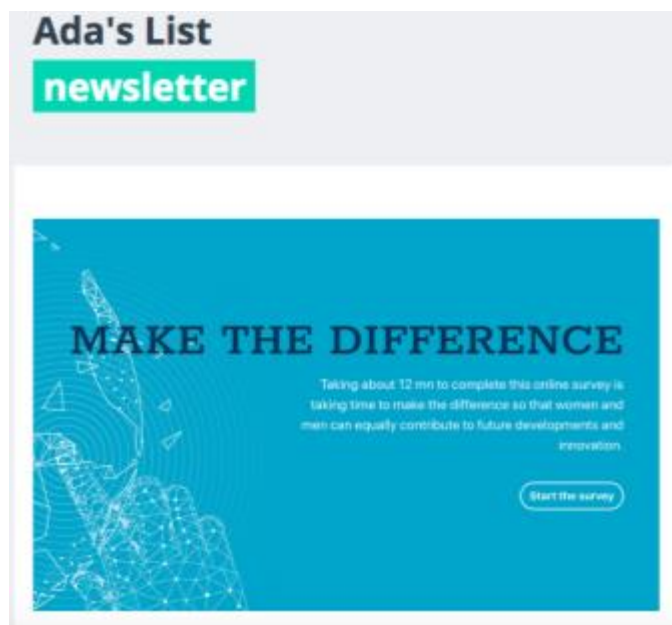 Ada's List
newsletter
MAKE THE DIFFERENCE
Taking about 12 mn to complete this online survey is
taking time to make the difference so that women and
men can equally contribute to future developments and
innovation.
Start the survey